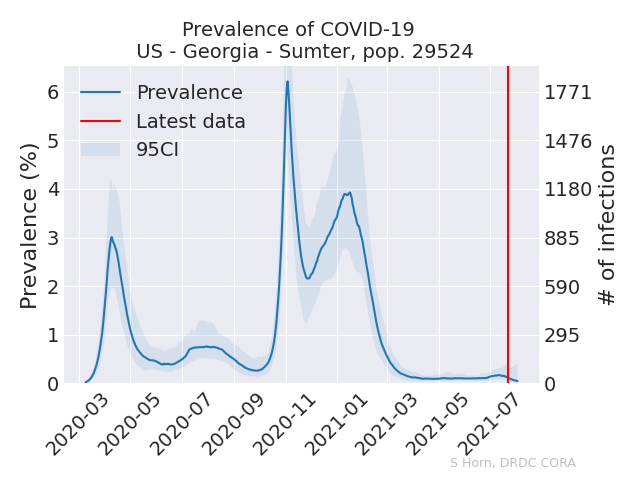 Prevalence of COVID-19
US - Georgia - Sumter, pop. 29524
Prevalence
Latest data
95CI
Prevalence (%)
6
5
4
3
2
1
0
1771
1476
1180
885
590
295
0
# of infections
2020-03
2020-05
2020-07
2020-09
2020-11
2021-01
2021-03
2021-05
2021-07
S Horn, DRDC CORA